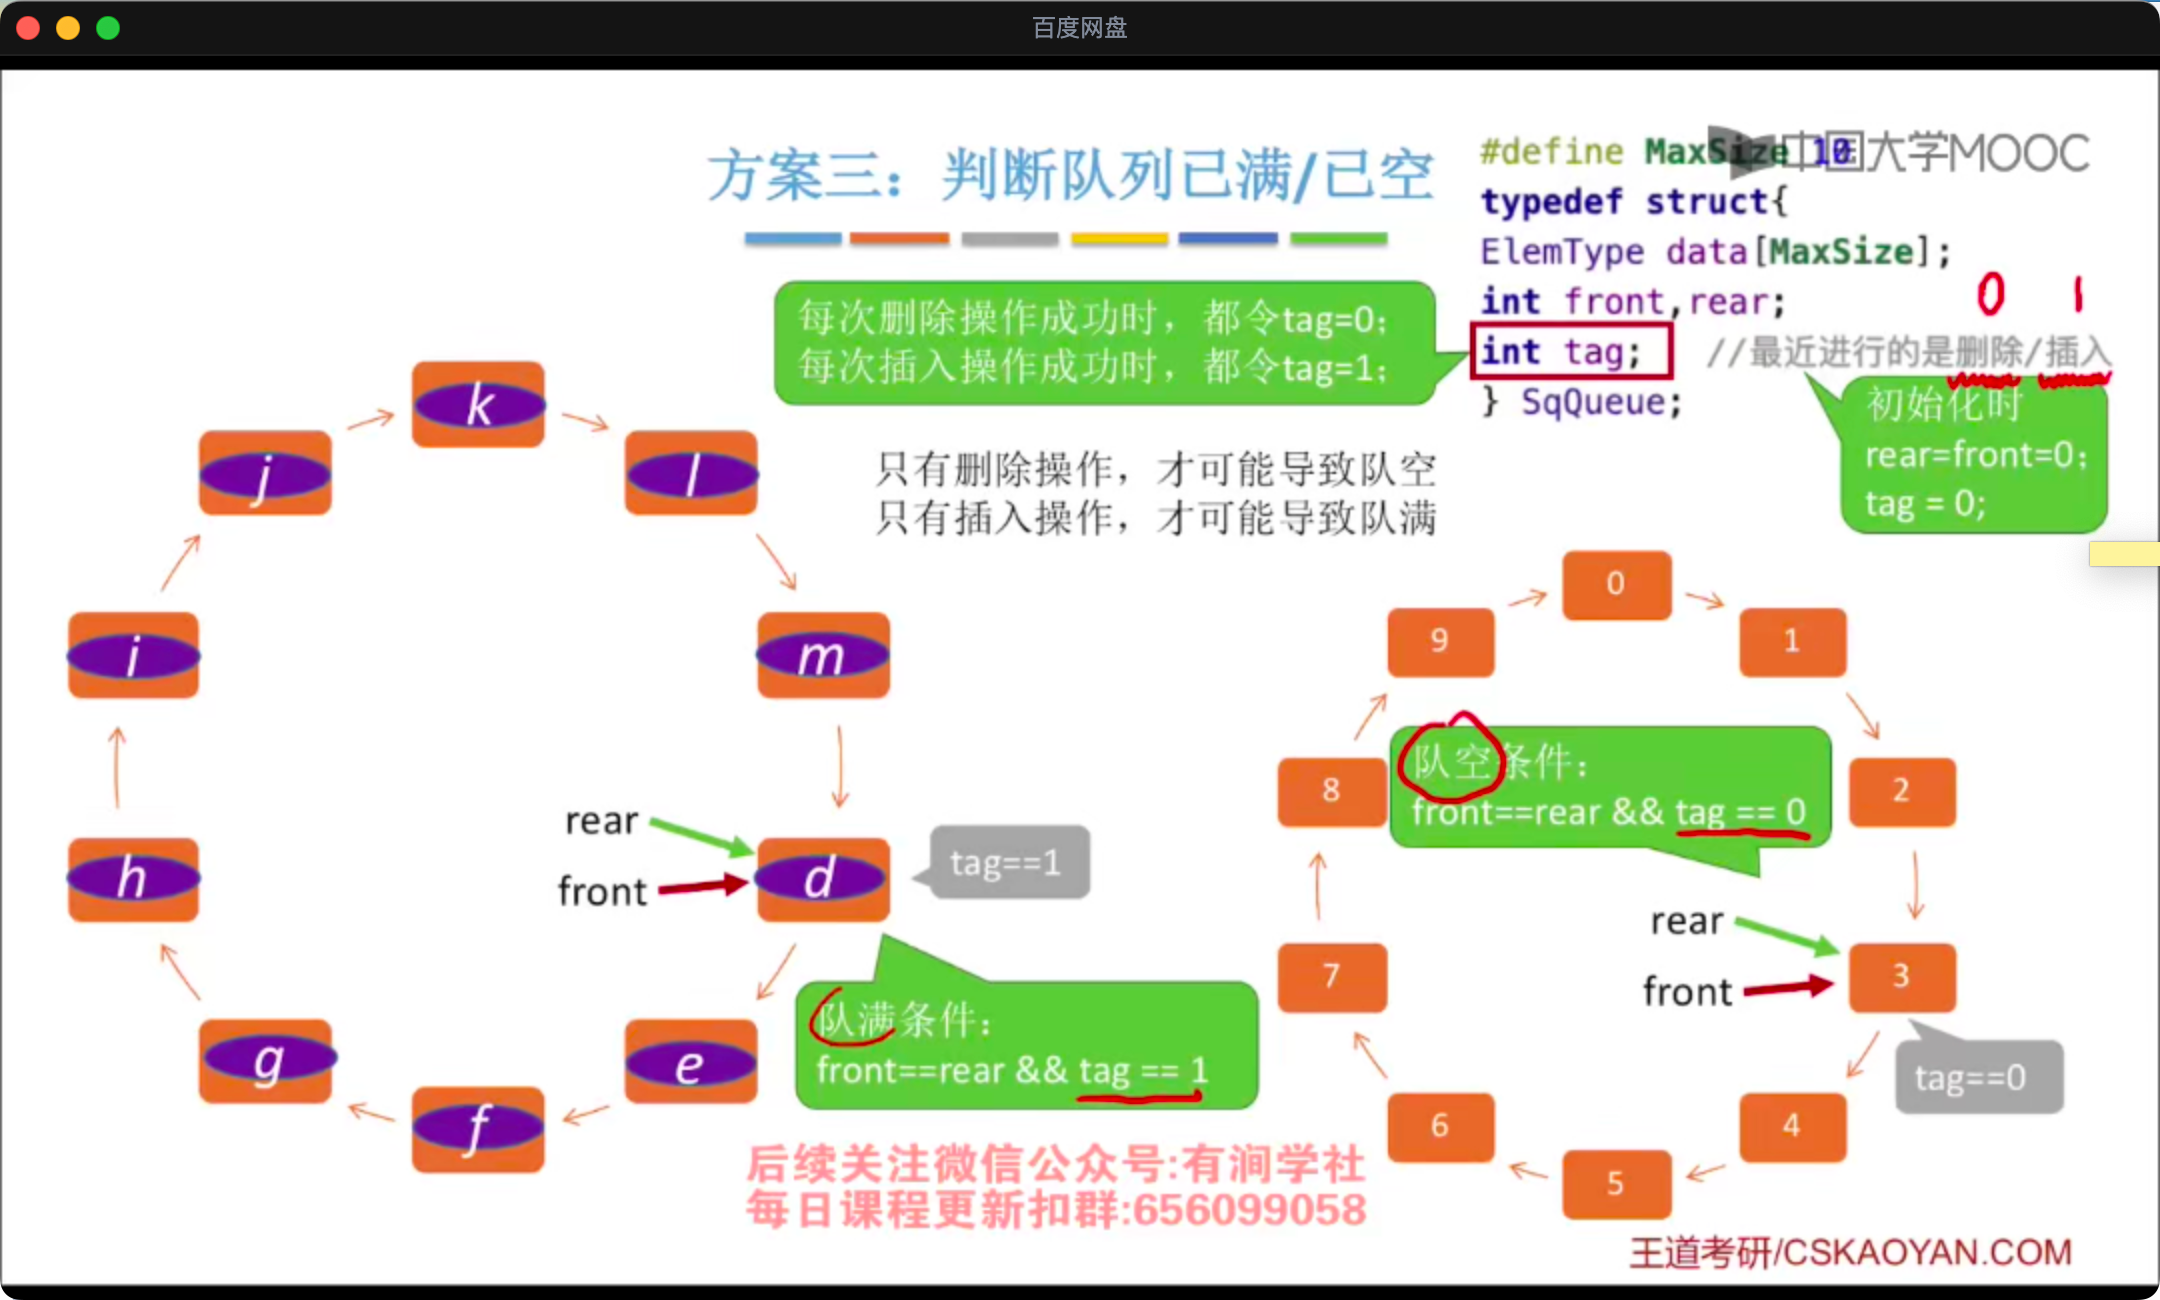 百度网盘
方案三：判断队列已满/已空
中国大学MOOC
#define MaxSize 10
typedef struct{
ElemType data[MaxSize];
int front,rear;
0 1
int tag; //最近进行的是删除/插入
} SqQueue;
每次删除操作成功时，都令tag=0;
每次插入操作成功时，都令tag=1;
初始化时
rear=front=0;
tag = 0;
只有删除操作，才可能导致队空
只有插入操作，才可能导致队满
k
l
m
d
e
f
g
h
i
j
rear
front
tag==1
队满条件：
front==rear && tag == 1
0
1
2
3
4
5
6
7
8
9
队空条件：
front==rear && tag == 0
rear
front
tag==0
后续关注微信公众号:有涧学社
每日课程更新扣群:656099058
王道考研/CSKAOYAN.COM